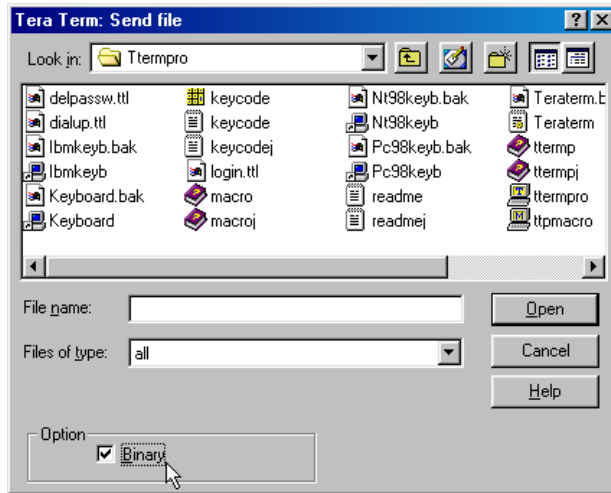 Tera Term: Send file
Look in: Ttermpro
delpassw.ttl keycode Nt98keyb.bak Teraterm.b
dialup.ttl keycode Nt98keyb Teraterm
Ibmkeyb.bak keycodej Pc98keyb.bak ttermp
Ibmkeyb login.ttl Pc98keyb ttermpj
Keyboard.bak macro readme ttermpro
Keyboard macroj readmej ttpmacro
File name: Open
Files of type: all Cancel
Help
Option
Binary